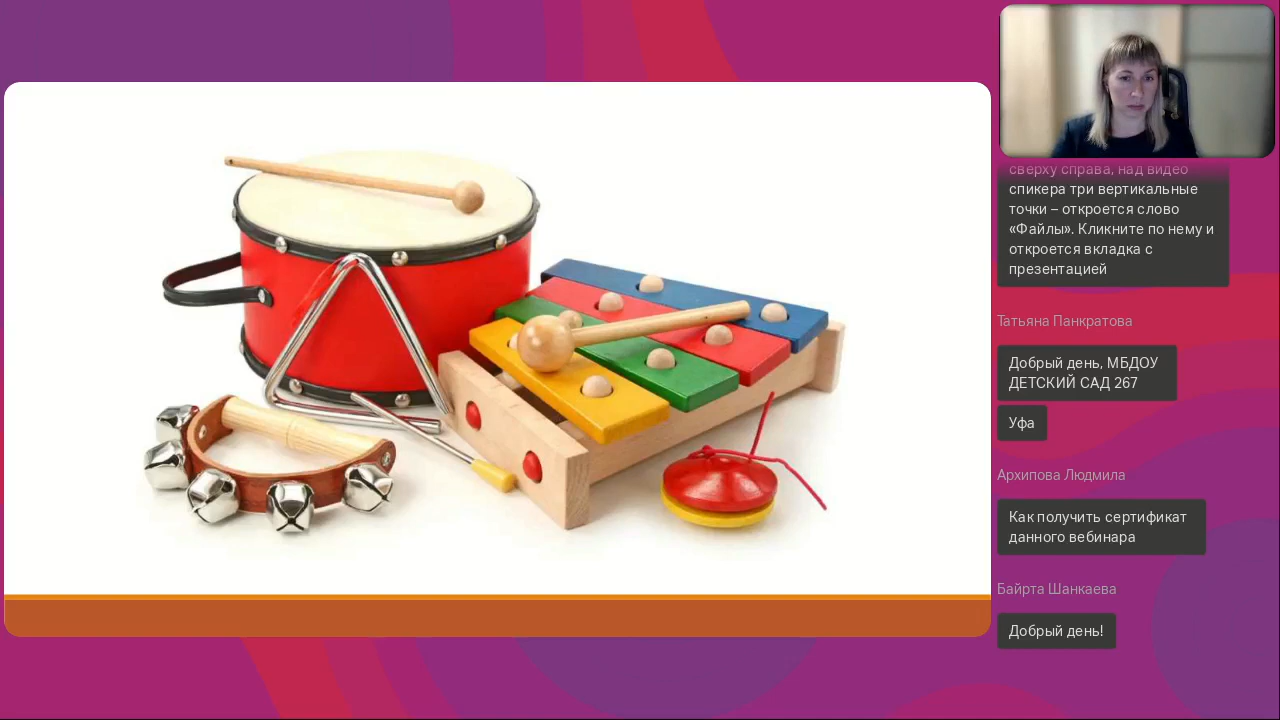 сверху справа, над видео
спикера три вертикальные
точки – откроется слово
«Файлы». Кликните по нему и
откроется вкладка с
презентацией
Татьяна Панкратова
Добрый день, МБДОУ
ДЕТСКИЙ САД 267
Уфа
Архипова Людмила
Как получить сертификат
данного вебинара
Байрта Шанкаева
Добрый день!